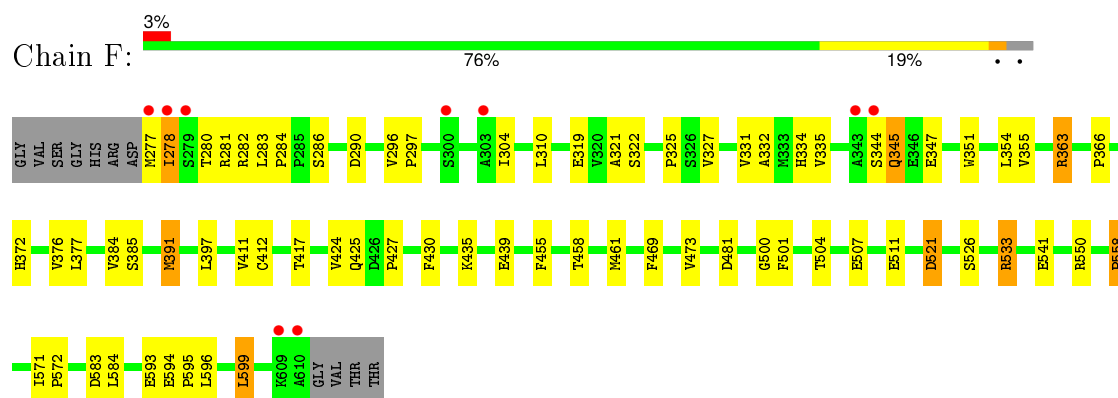 3%
Chain F:
76% 19% • •
GLY VAL SER GLY HIS ARG ASP M277 I278 S279 T280 R281 R282 L283 P284 P285 S286 D290 V296 P297 S300 A303 I304 L310 E319 V320 A321 S322 P325 S326 V327 V331 A332 M333 H334 V335 A343 S344 Q345 E346 E347 W351 L354 V355 R363 P366
H372 V376 L377 V384 S385 M391 L397 V411 C412 T417 V424 Q425 D426 P427 F430 K435 E439 F455 T458 M461 F469 V473 D481 G500 F501 T504 E507 E511 D521 S526 R533 E541 R550
I571 P572 D583 L584 E593 E594 P595 L596 L599 K609 A610 GLY VAL THR THR